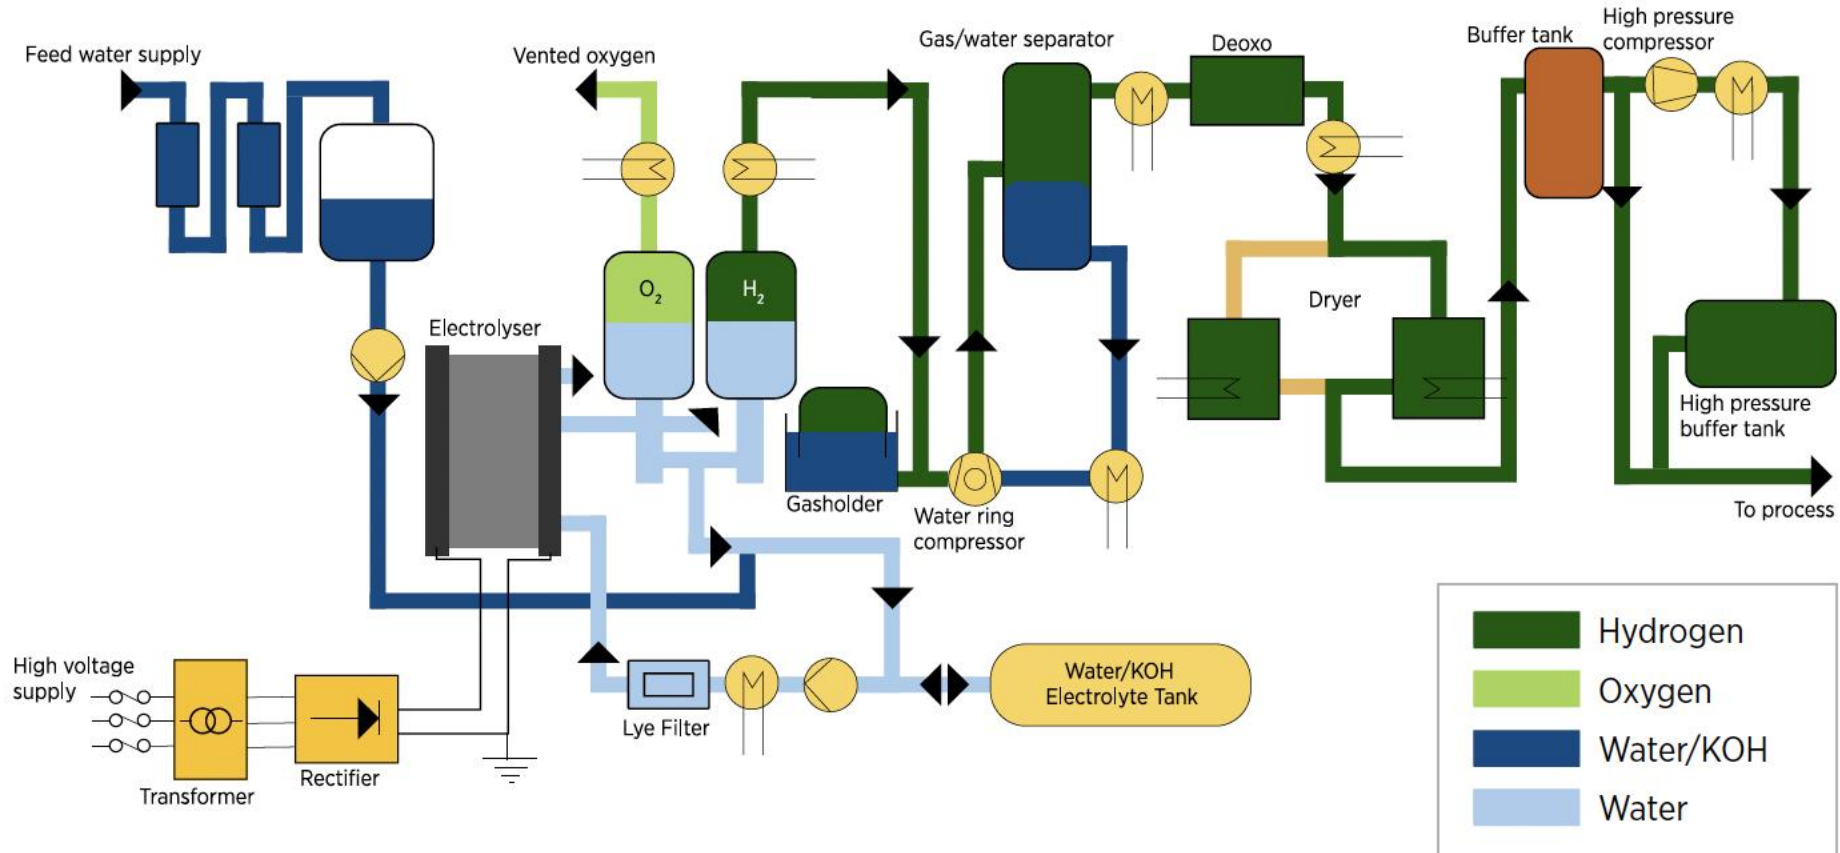 Feed water supply
Vented oxygen
Gas/water separator
Deoxo
Buffer tank
High pressure
compressor
O₂
H₂
Electrolyser
Dryer
High pressure
buffer tank
Gasholder
Water ring
compressor
To process
High voltage
supply
Transformer
Rectifier
Lye Filter
Water/KOH
Electrolyte Tank
Hydrogen
Oxygen
Water/KOH
Water